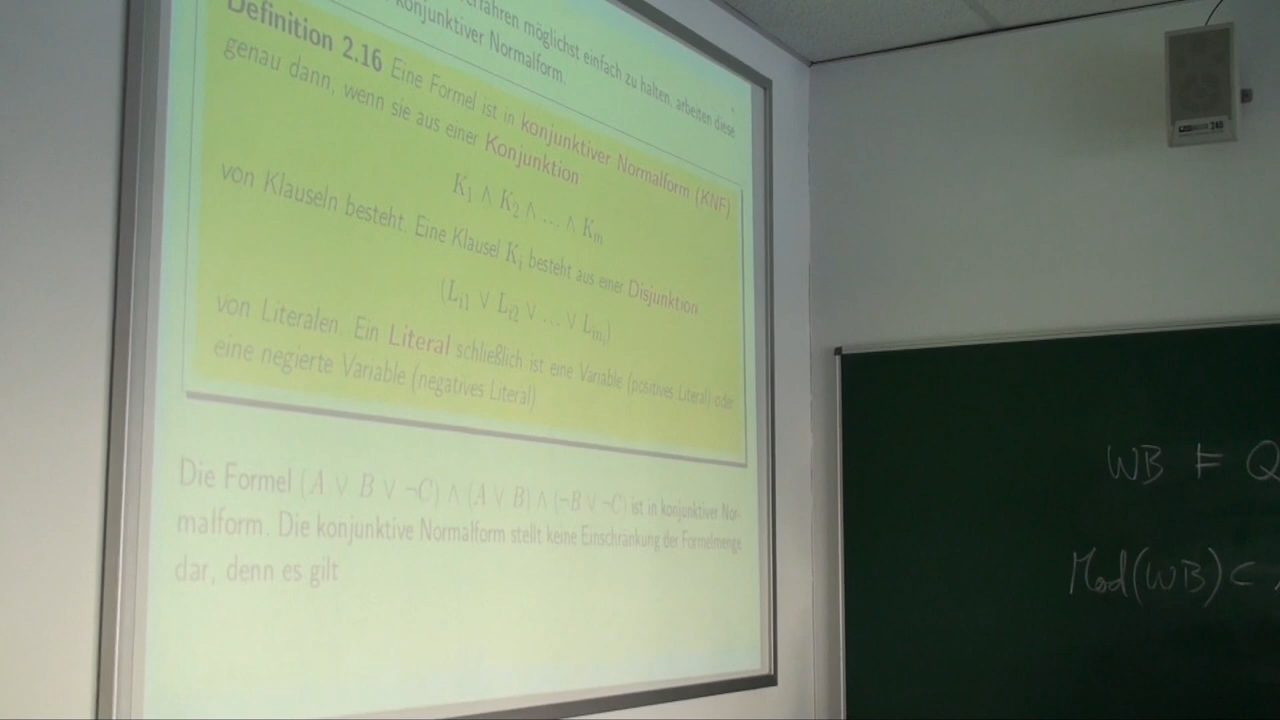 erfahren möglichst einfach zu halten, arbeiten diese
konjunktiver Normalform.
Definition 2.16 Eine Formel ist in konjunktiver Normalform (KNF)
genau dann, wenn sie aus einer Konjunktion
K₁ ∧ K₂ ∧ … ∧ Kₘ
von Klauseln besteht. Eine Klausel Kᵢ besteht aus einer Disjunktion
(Lᵢ₁ ∨ Lᵢ₂ ∨ … ∨ Lᵢₙᵢ)
von Literalen. Ein Literal schließlich ist eine Variable (positives Literal) oder
eine negierte Variable (negatives Literal)
Die Formel (A ∨ B ∨ ¬C) ∧ (A ∨ B) ∧ (¬B ∨ ¬C) ist in konjunktiver Nor-
malform. Die konjunktive Normalform stellt keine Einschränkung der Formelmenge
dar, denn es gilt
WB ⊨ Q
Mod(WB) ⊂